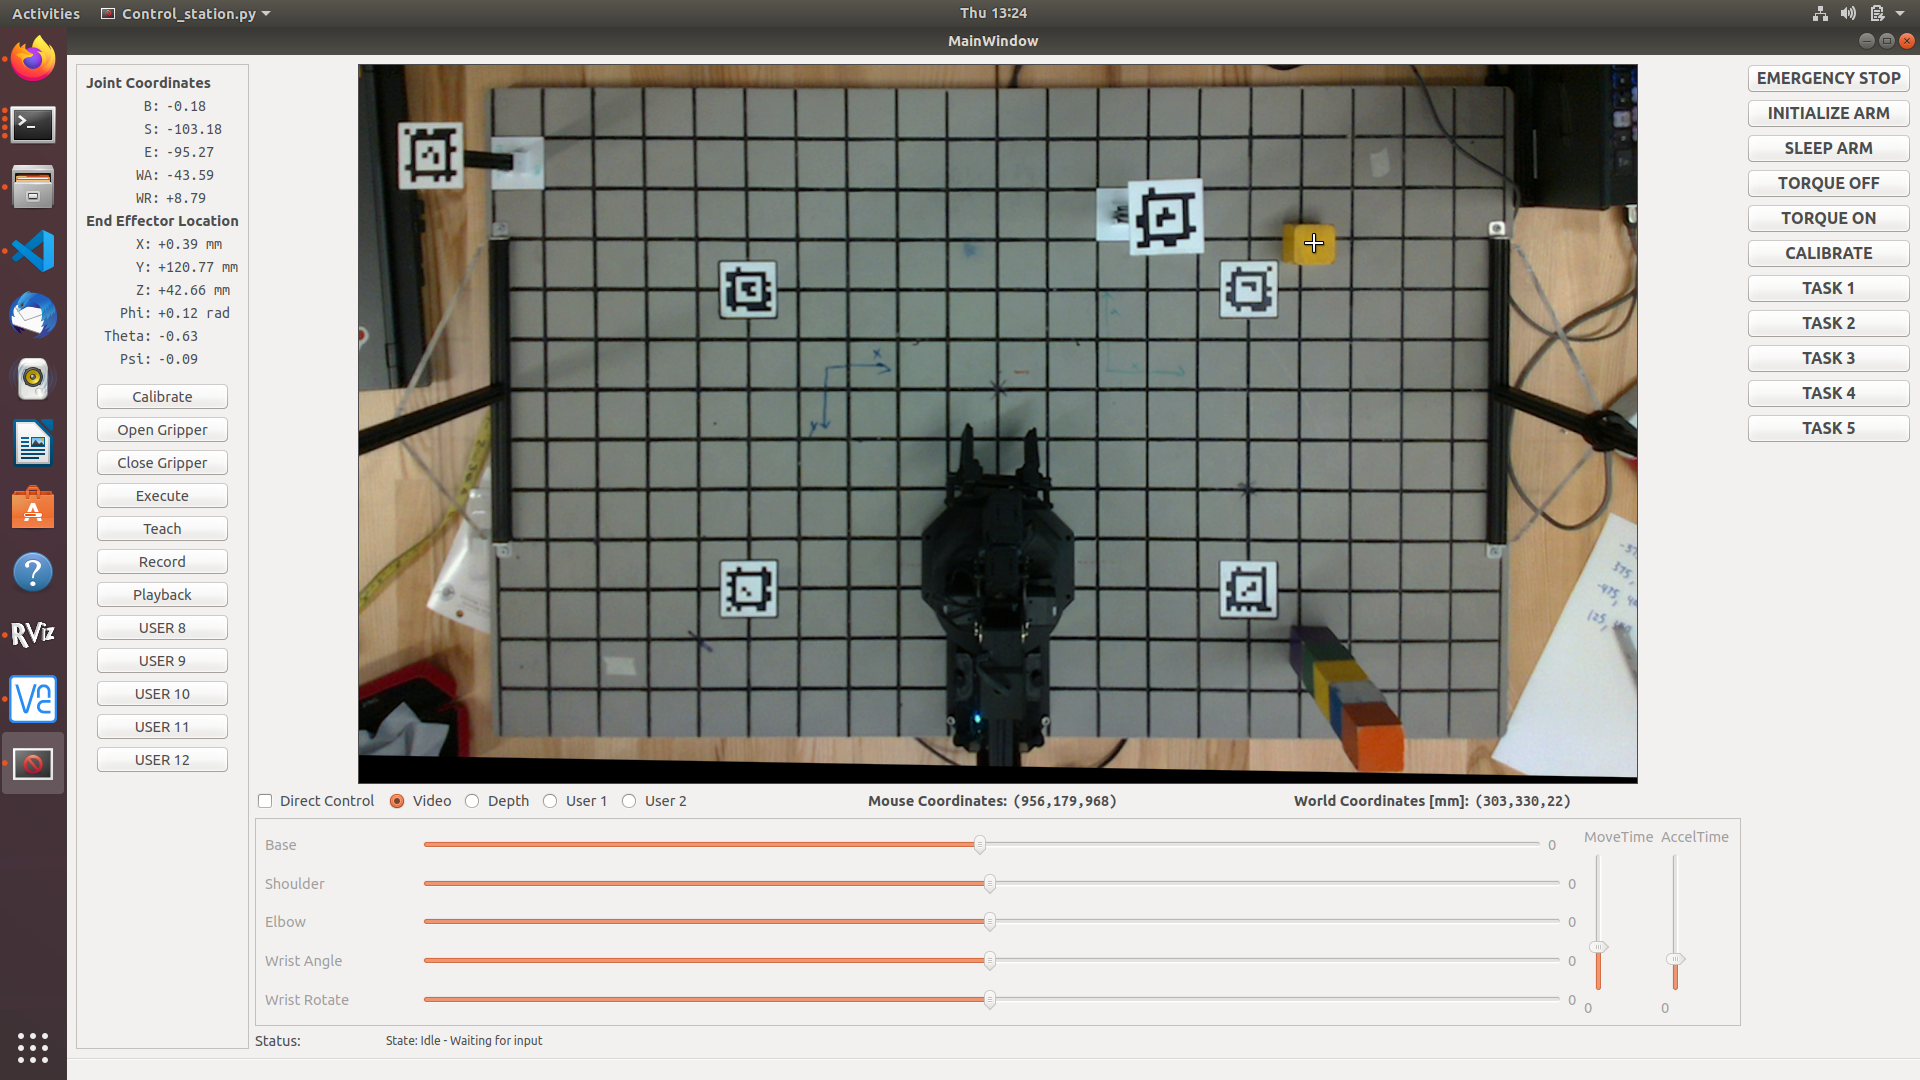 Activities
Control_station.py
Thu 13:24
MainWindow
Joint Coordinates
B: -0.18
S: -103.18
E: -95.27
WA: -43.59
WR: +8.79
End Effector Location
X: +0.39 mm
Y: +120.77 mm
Z: +42.66 mm
Phi: +0.12 rad
Theta: -0.63
Psi: -0.09
Calibrate
Open Gripper
Close Gripper
Execute
Teach
Record
Playback
USER 8
USER 9
USER 10
USER 11
USER 12
EMERGENCY STOP
INITIALIZE ARM
SLEEP ARM
TORQUE OFF
TORQUE ON
CALIBRATE
TASK 1
TASK 2
TASK 3
TASK 4
TASK 5
RViz
x
y
Direct Control
Video
Depth
User 1
User 2
Mouse Coordinates: (956,179,968)
World Coordinates [mm]: (303,330,22)
Base
0
Shoulder
0
Elbow
0
Wrist Angle
0
Wrist Rotate
0
MoveTime
AccelTime
0
0
Status:
State: Idle - Waiting for input